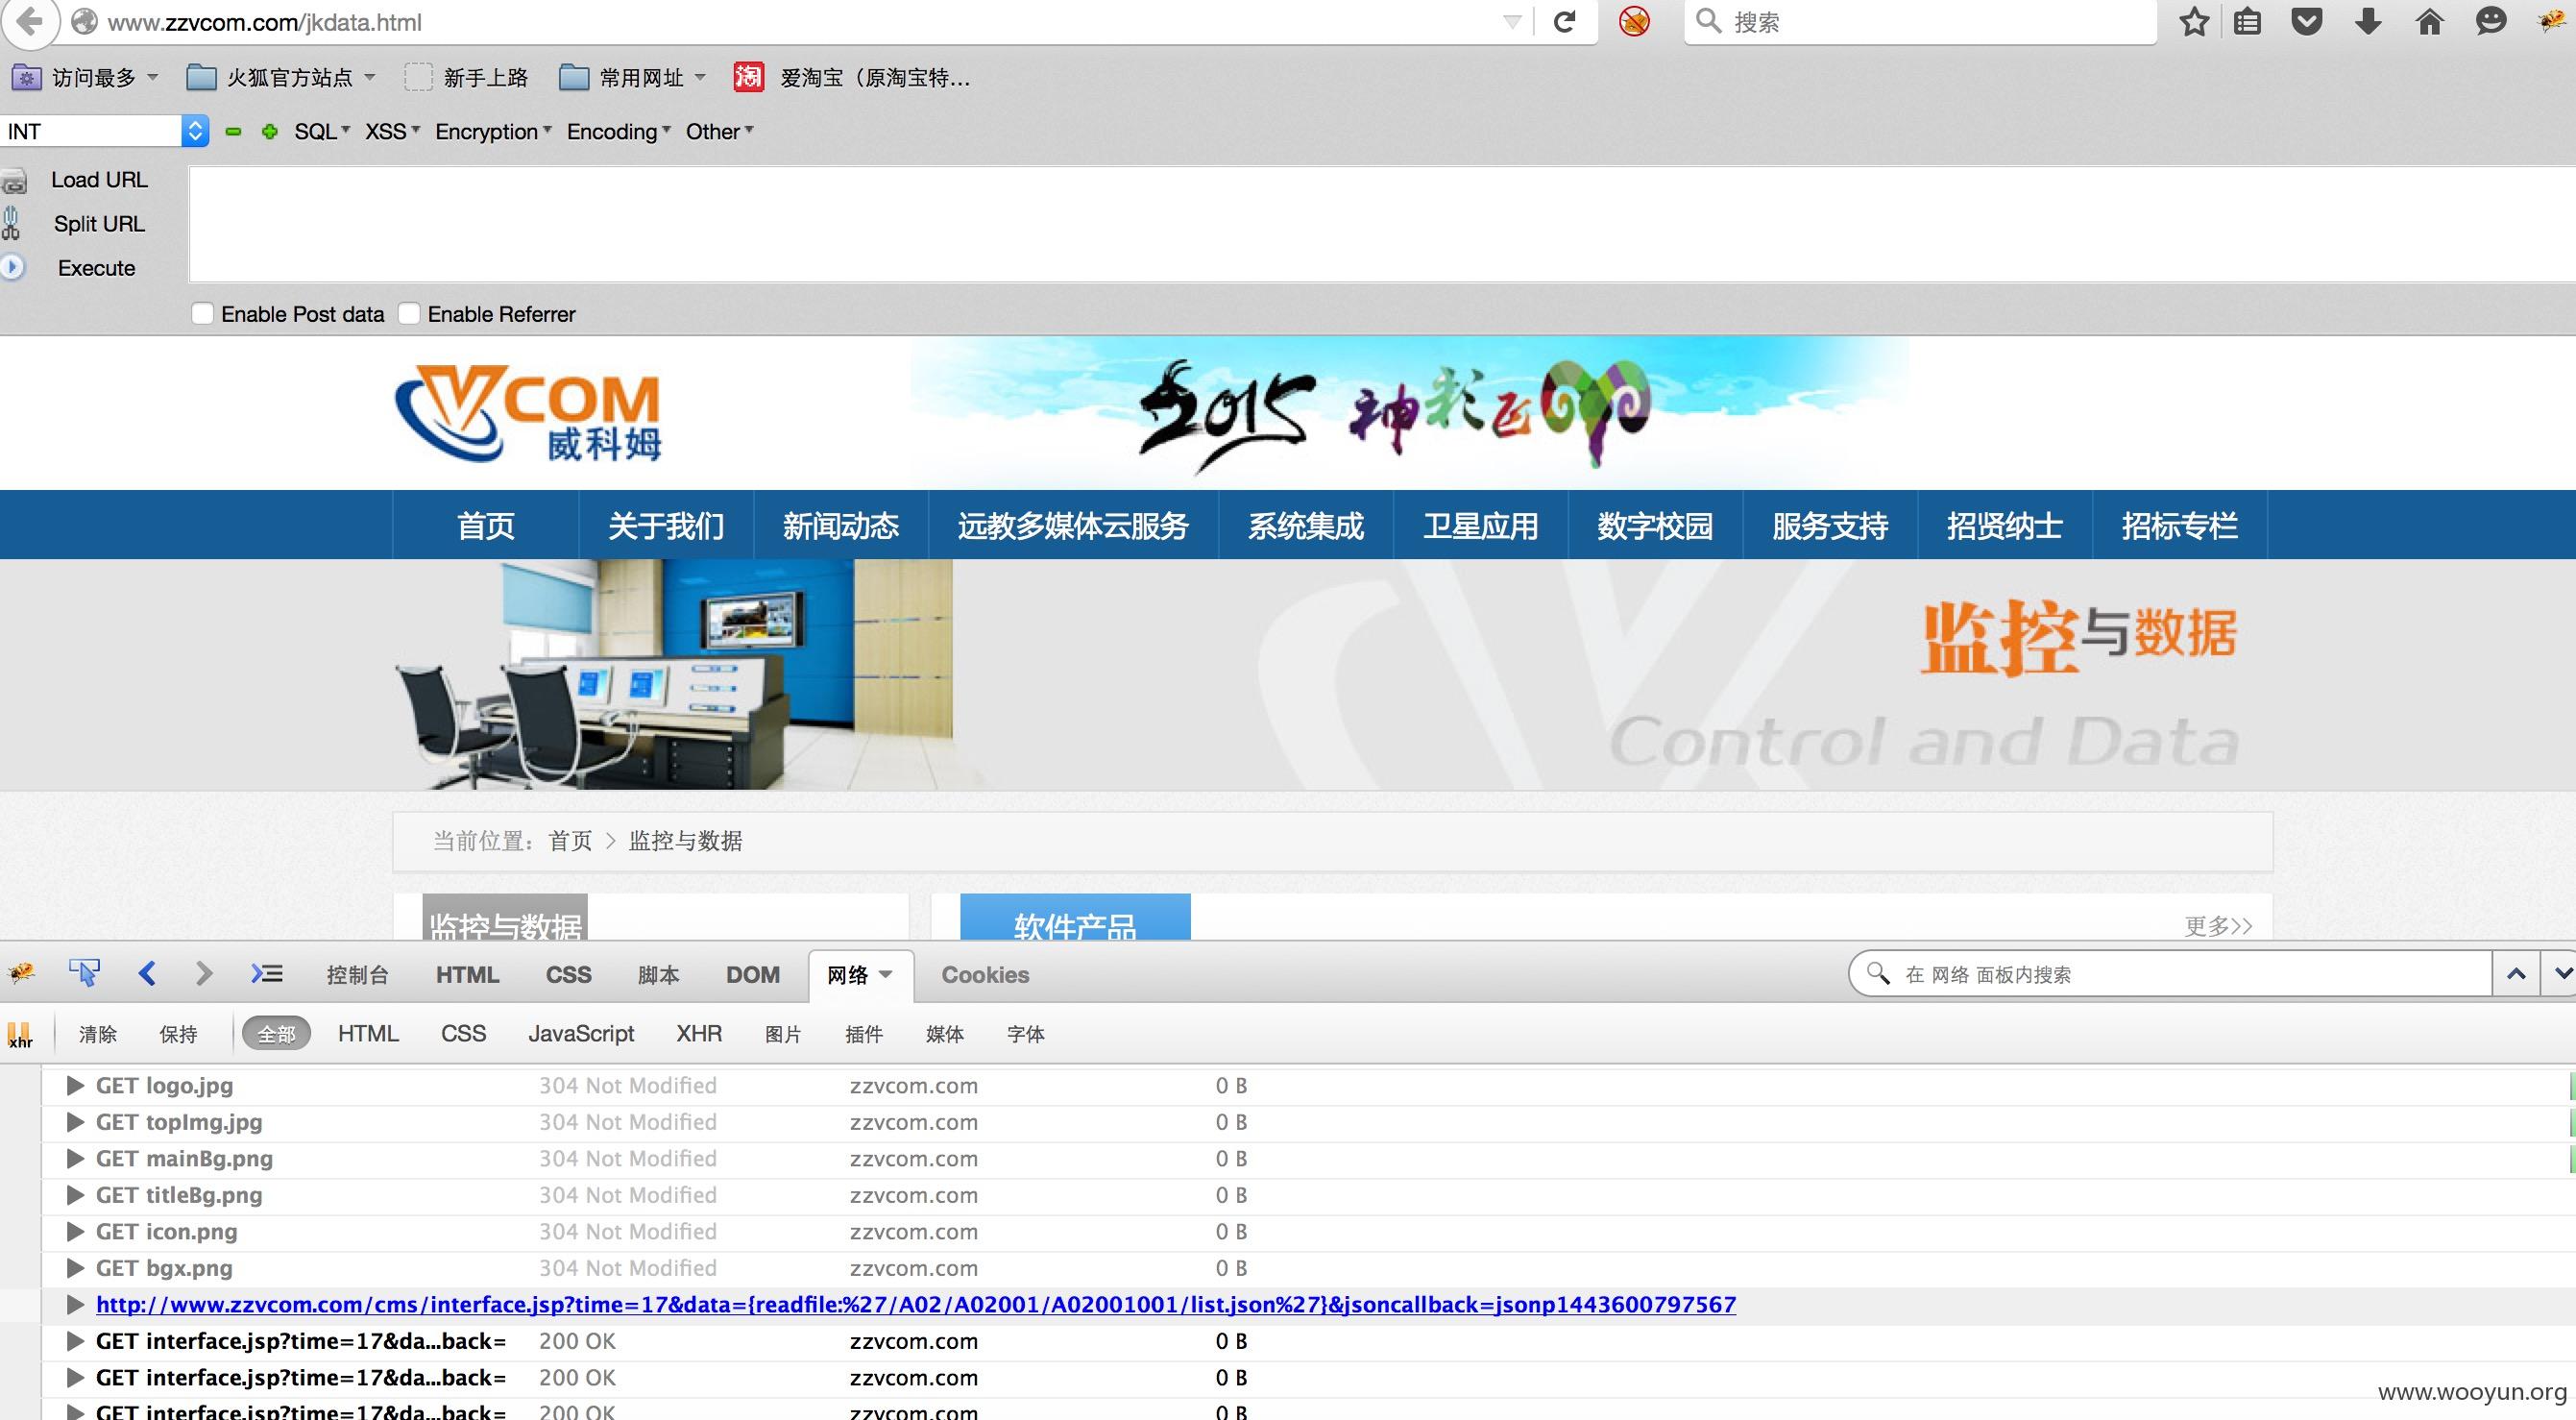 www.zzvcom.com/jkdata.html
搜索
访问最多 火狐官方站点 新手上路 常用网址 淘 爱淘宝（原淘宝特...
INT SQL XSS Encryption Encoding Other
Load URL
Split URL
Execute
Enable Post data Enable Referrer
VCOM
威科姆
2015 神彩飞
首页 关于我们 新闻动态 远教多媒体云服务 系统集成 卫星应用 数字校园 服务支持 招贤纳士 招标专栏
监控与数据
Control and Data
当前位置：首页 > 监控与数据
监控与数据 软件产品 更多>>
控制台 HTML CSS 脚本 DOM 网络 Cookies 在 网络 面板内搜索
xhr 清除 保持 全部 HTML CSS JavaScript XHR 图片 插件 媒体 字体
GET logo.jpg 304 Not Modified zzvcom.com 0 B
GET topImg.jpg 304 Not Modified zzvcom.com 0 B
GET mainBg.png 304 Not Modified zzvcom.com 0 B
GET titleBg.png 304 Not Modified zzvcom.com 0 B
GET icon.png 304 Not Modified zzvcom.com 0 B
GET bgx.png 304 Not Modified zzvcom.com 0 B
http://www.zzvcom.com/cms/interface.jsp?time=17&data={readfile:%27/A02/A02001/A02001001/list.json%27}&jsoncallback=jsonp1443600797567
GET interface.jsp?time=17&da...back= 200 OK zzvcom.com 0 B
GET interface.jsp?time=17&da...back= 200 OK zzvcom.com 0 B
GET interface.jsp?time=17&da...back= 200 OK zzvcom.com 0 B
www.wooyun.org